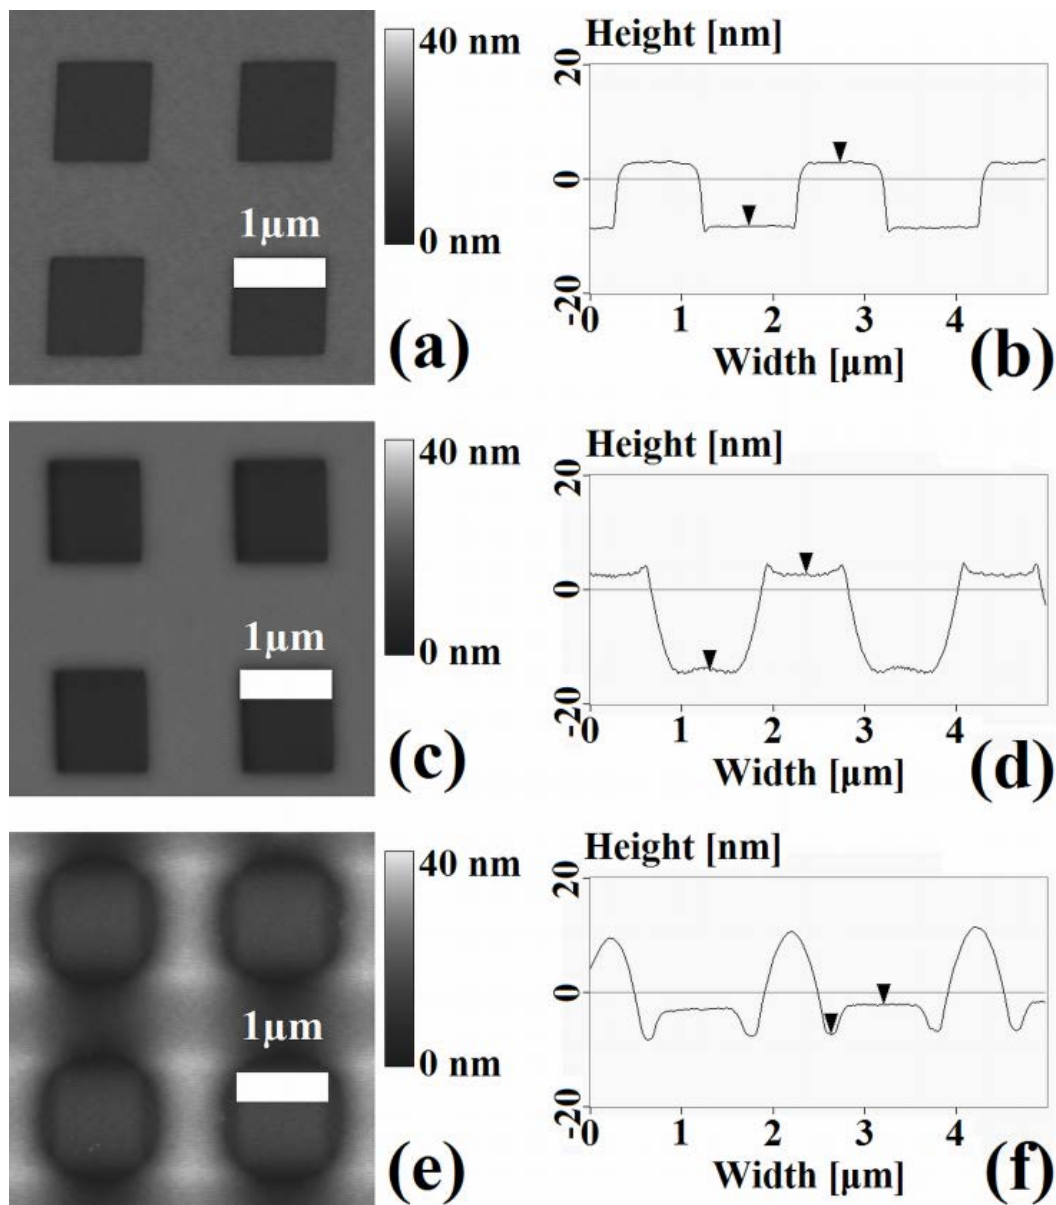 40 nm
1µm
0 nm
(a)
Height [nm]
20
0
-20
0 1 2 3 4
Width [µm]
(b)
40 nm
1µm
0 nm
(c)
Height [nm]
20
0
-20
0 1 2 3 4
Width [µm]
(d)
40 nm
1µm
0 nm
(e)
Height [nm]
20
0
-20
0 1 2 3 4
Width [µm]
(f)